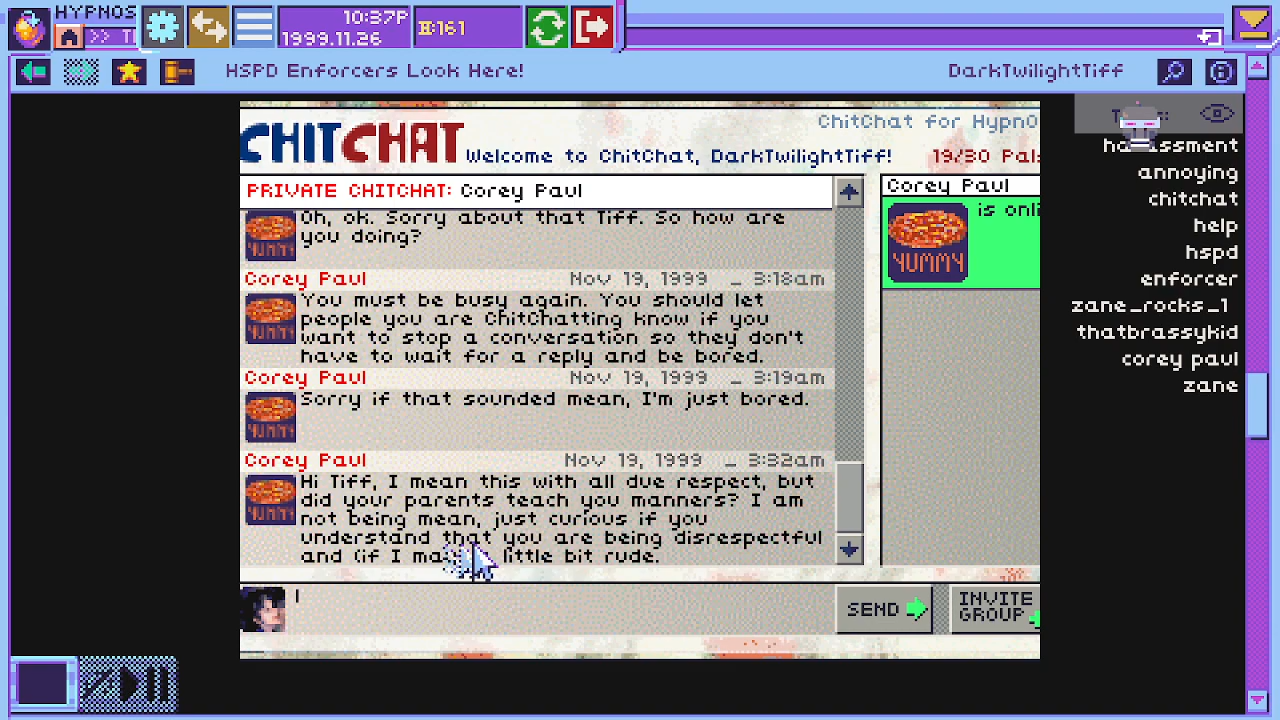 HYPNOS
>>
10:37P
1999.11.26
161
HSPD Enforcers Look Here!
DarkTwilightTiff
CHITCHAT
ChitChat for Hypn
Welcome to ChitChat, DarkTwilightTiff!
19/30 Pals
PRIVATE CHITCHAT: Corey Paul
Oh, ok. Sorry about that Tiff. So how are
you doing?
YUMMY
Corey Paul Nov 19, 1999 _ 3:18am
You must be busy again. You should let
people you are ChitChatting know if you
want to stop a conversation so they don't
have to wait for a reply and be bored.
YUMMY
Corey Paul Nov 19, 1999 _ 3:19am
Sorry if that sounded mean, I'm just bored.
YUMMY
Corey Paul Nov 19, 1999 _ 3:32am
Hi Tiff, I mean this with all due respect, but
did your parents teach you manners? I am
not being mean, just curious if you
understand that you are being disrespectful
and (if I little bit rude.
YUMMY
SEND
INVITE
GROUP
Corey Paul
is onli
YUMMY
harassment
annoying
chitchat
help
hspd
enforcer
zane_rocks_1
thatbrassykid
corey paul
zane